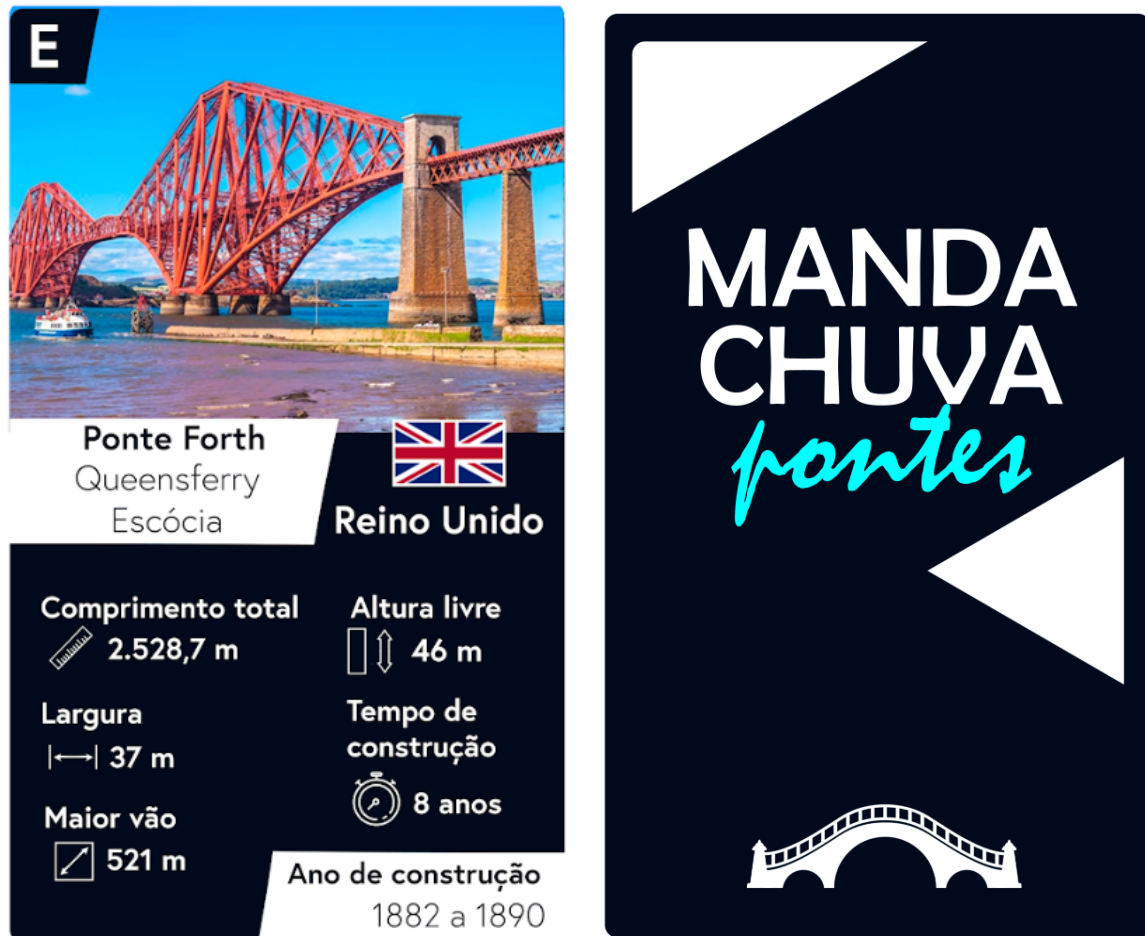 E
Ponte Forth
Queensferry
Escócia
Reino Unido
Comprimento total
2.528,7 m
Altura livre
46 m
Largura
37 m
Tempo de
construção
8 anos
Maior vão
521 m
Ano de construção
1882 a 1890
MANDA
CHUVA
pontes